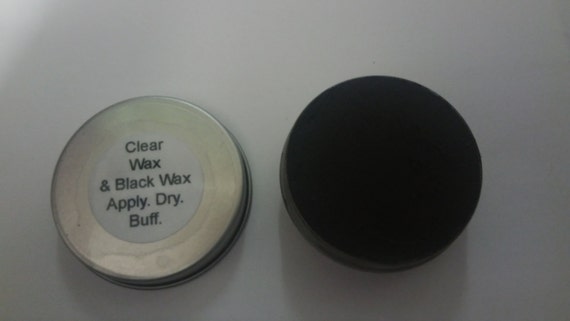 Clear
Wax
& Black Wax
Apply. Dry.
Buff.